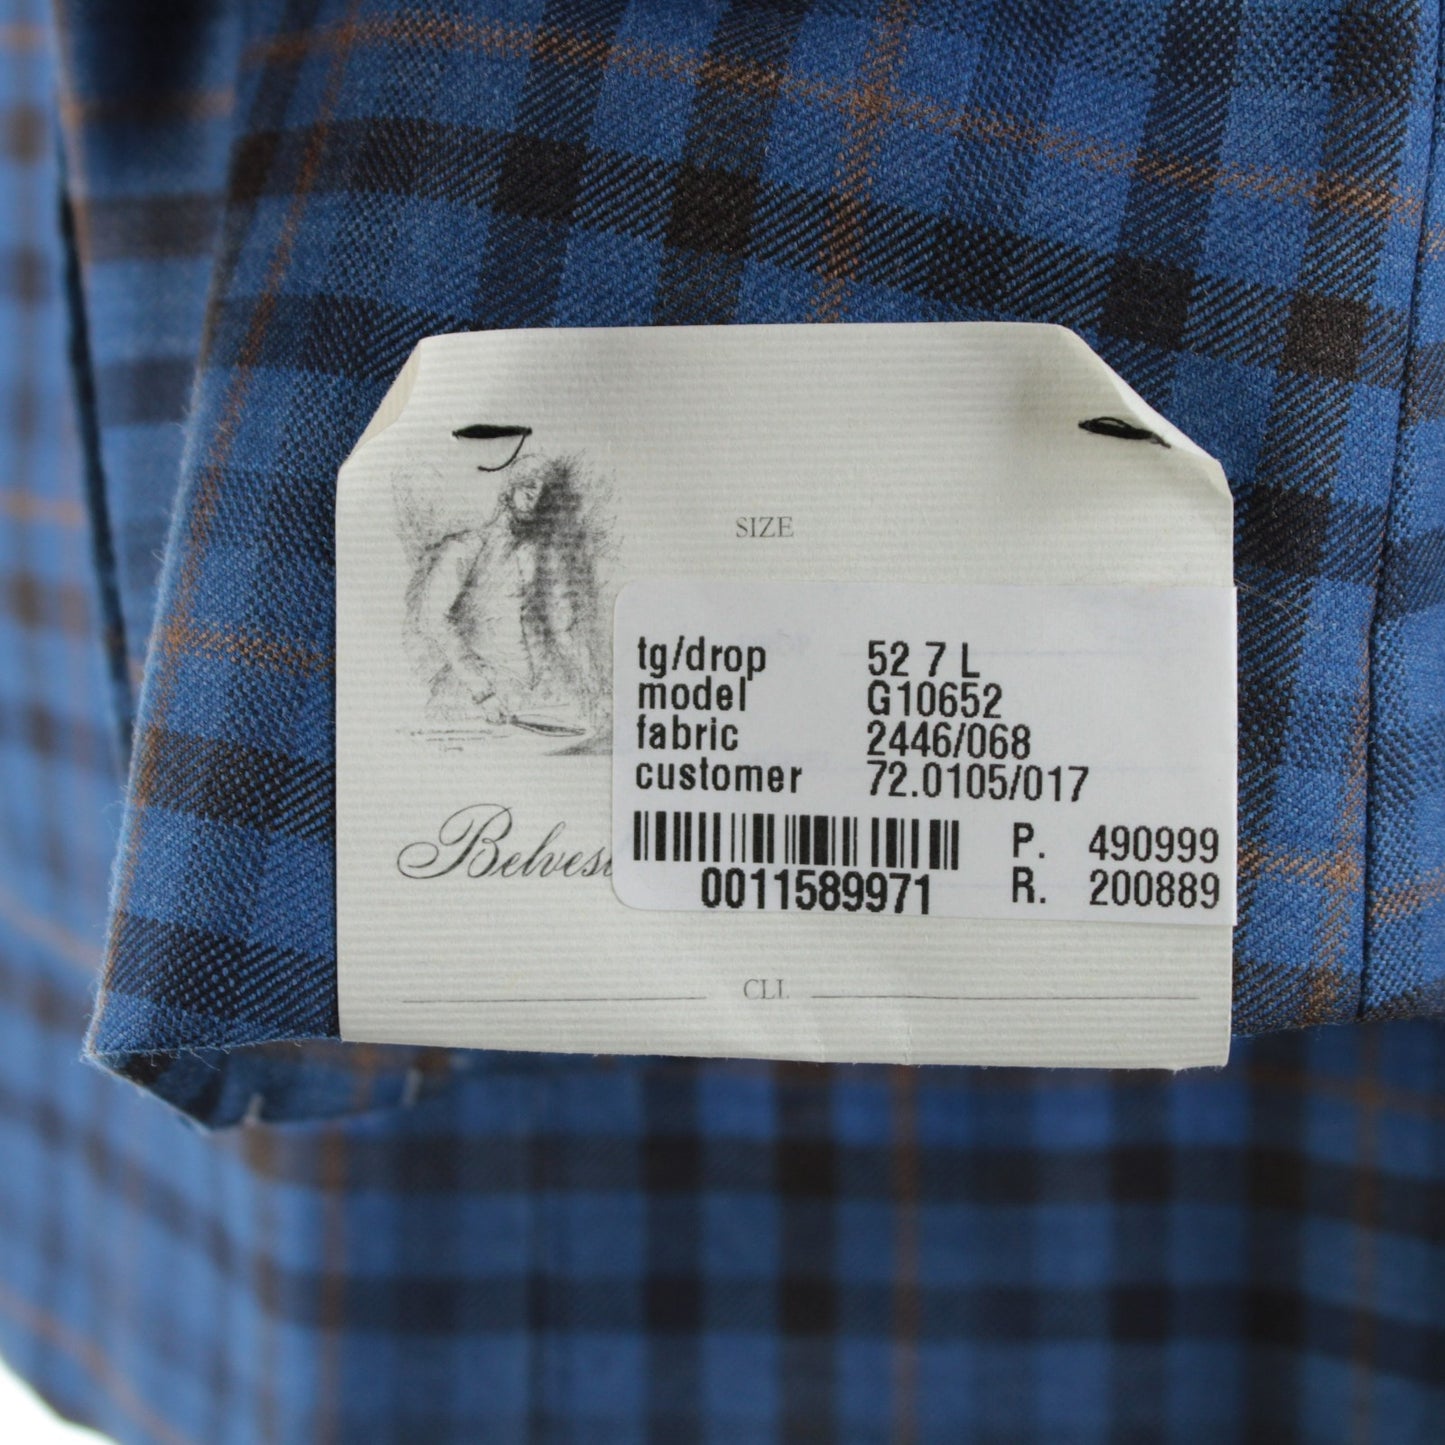 SIZE
tg/drop 52 7 L
model G10652
fabric 2446/068
customer 72.0105/017
P. 490999
0011589971 R. 200889
CLI.